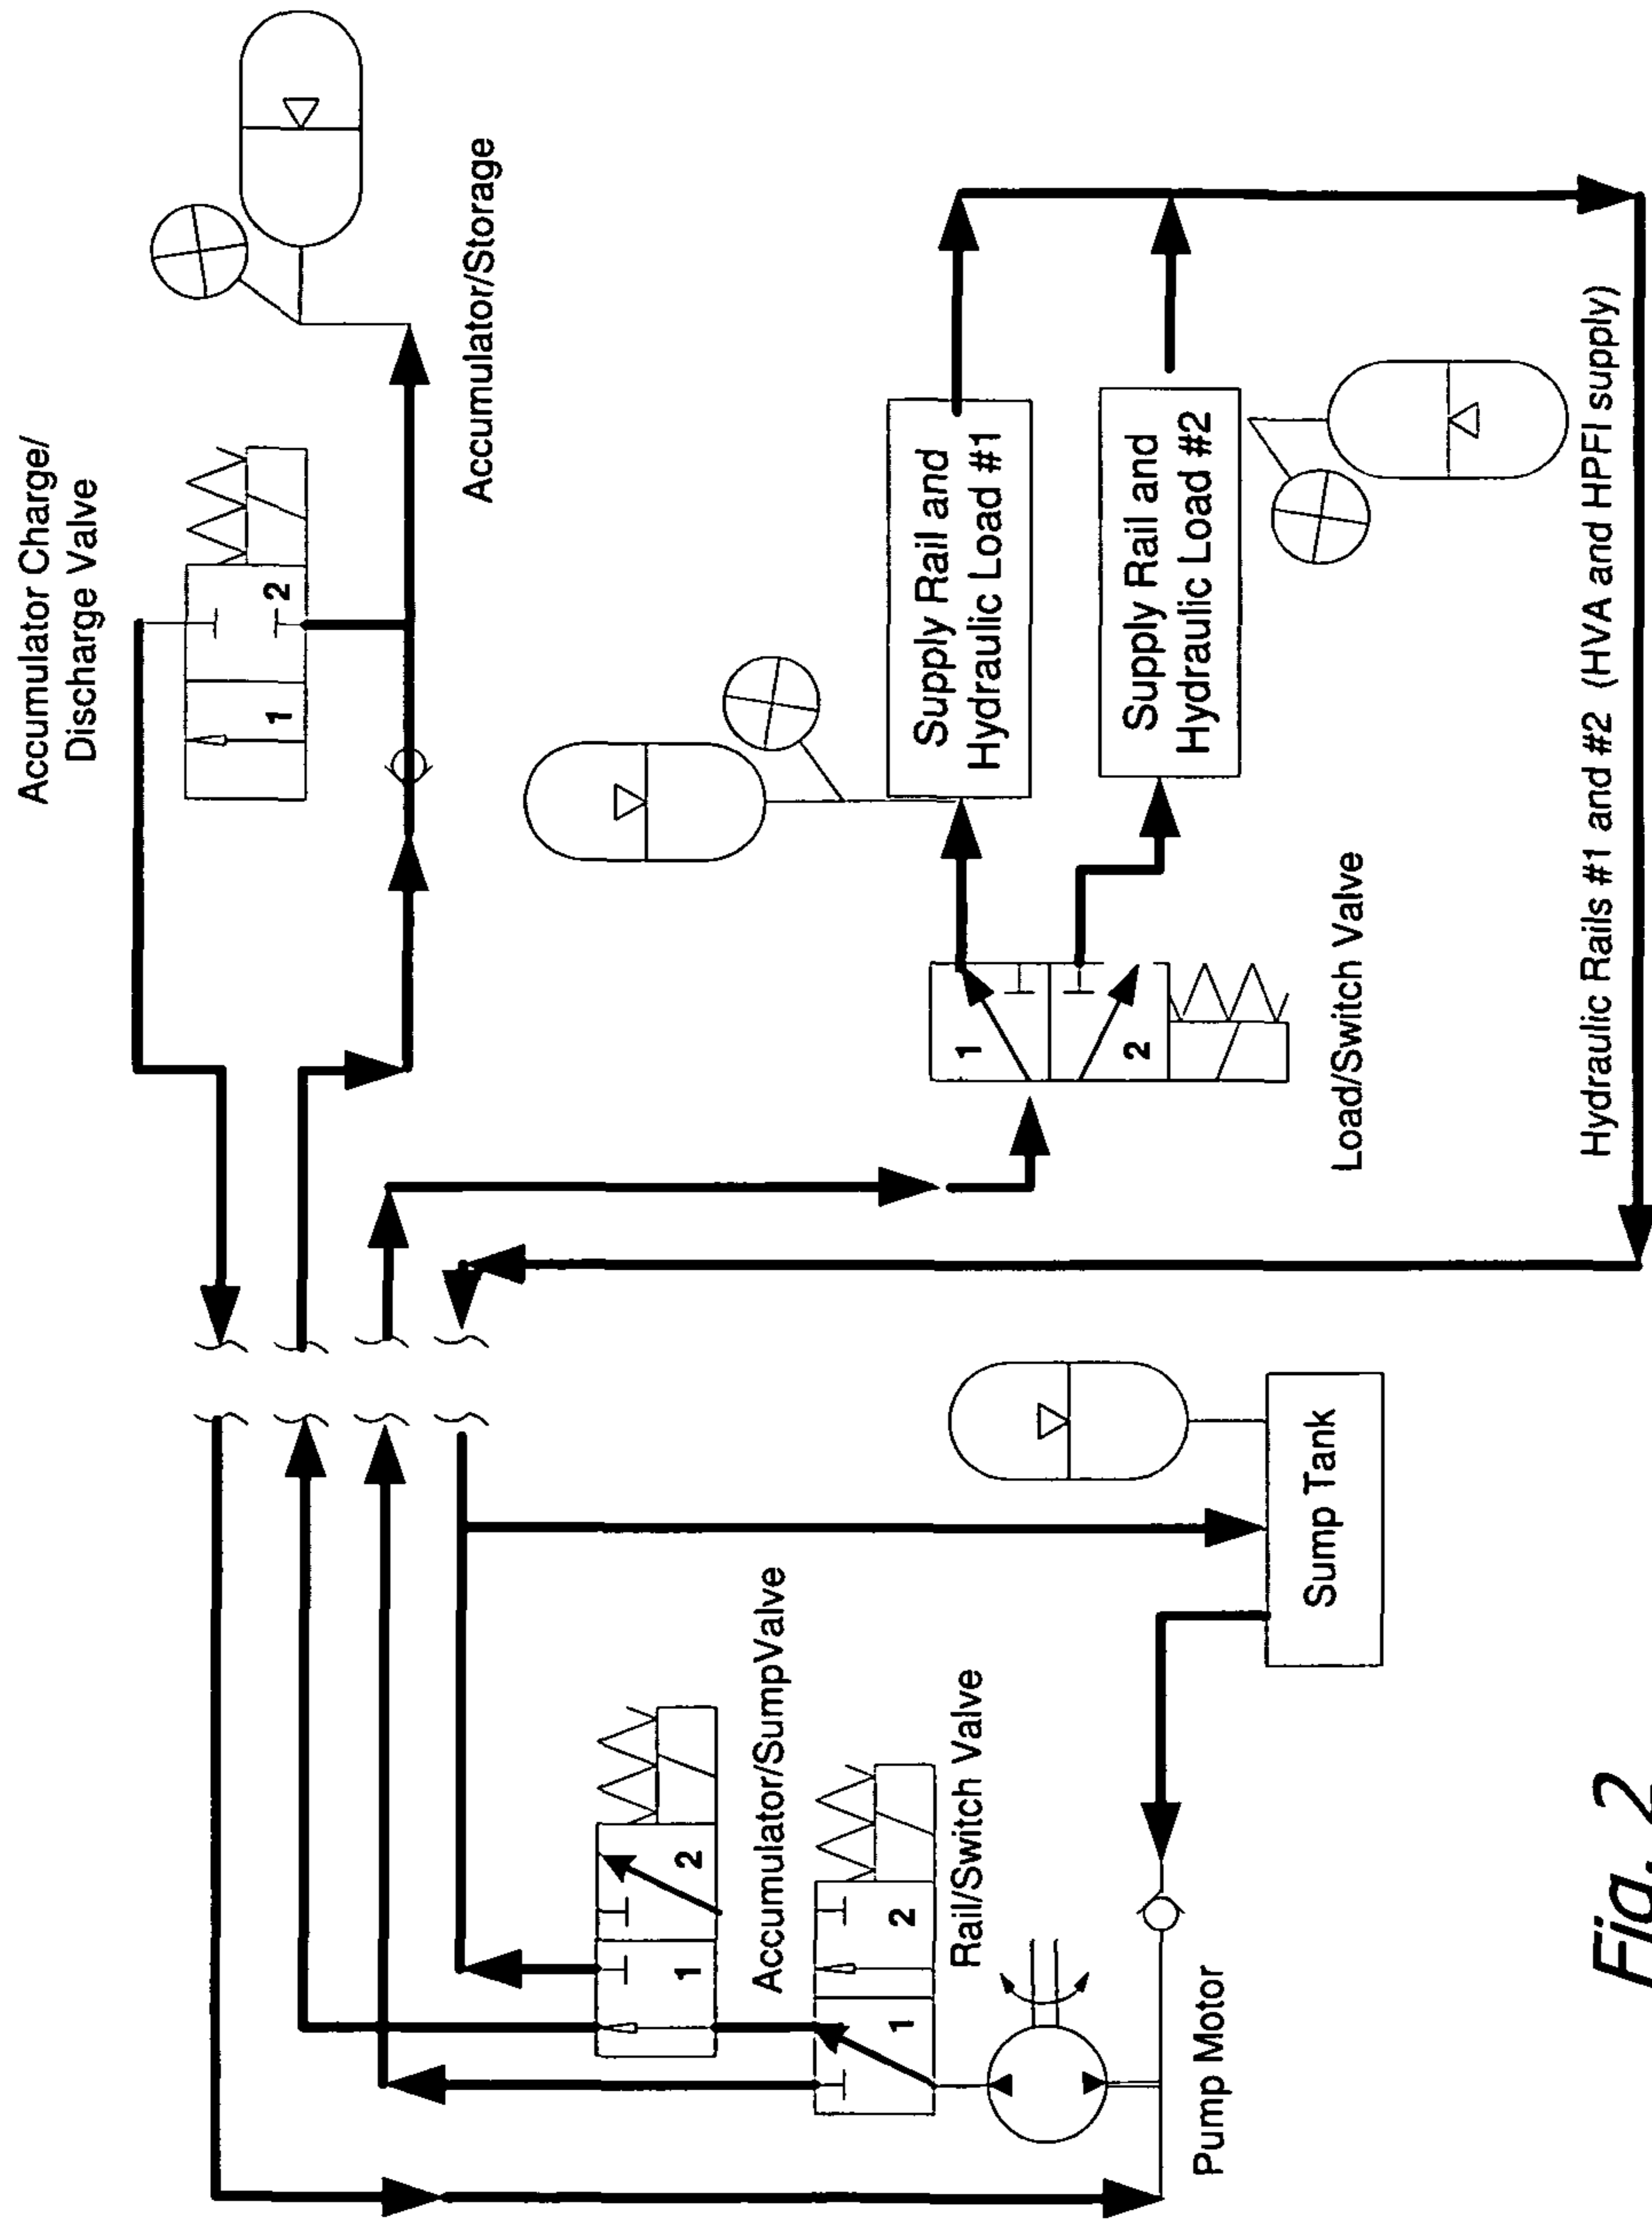 Accumulator Charge/
Discharge Valve
1
2
Accumulator/Storage
Supply Rail and
Hydraulic Load #1
Supply Rail and
Hydraulic Load #2
1
2
Load/Switch Valve
Hydraulic Rails #1 and #2 (HVA and HPFI supply)
1
2
Accumulator/SumpValve
1
2
Rail/Switch Valve
Pump Motor
Sump Tank
Fig. 2